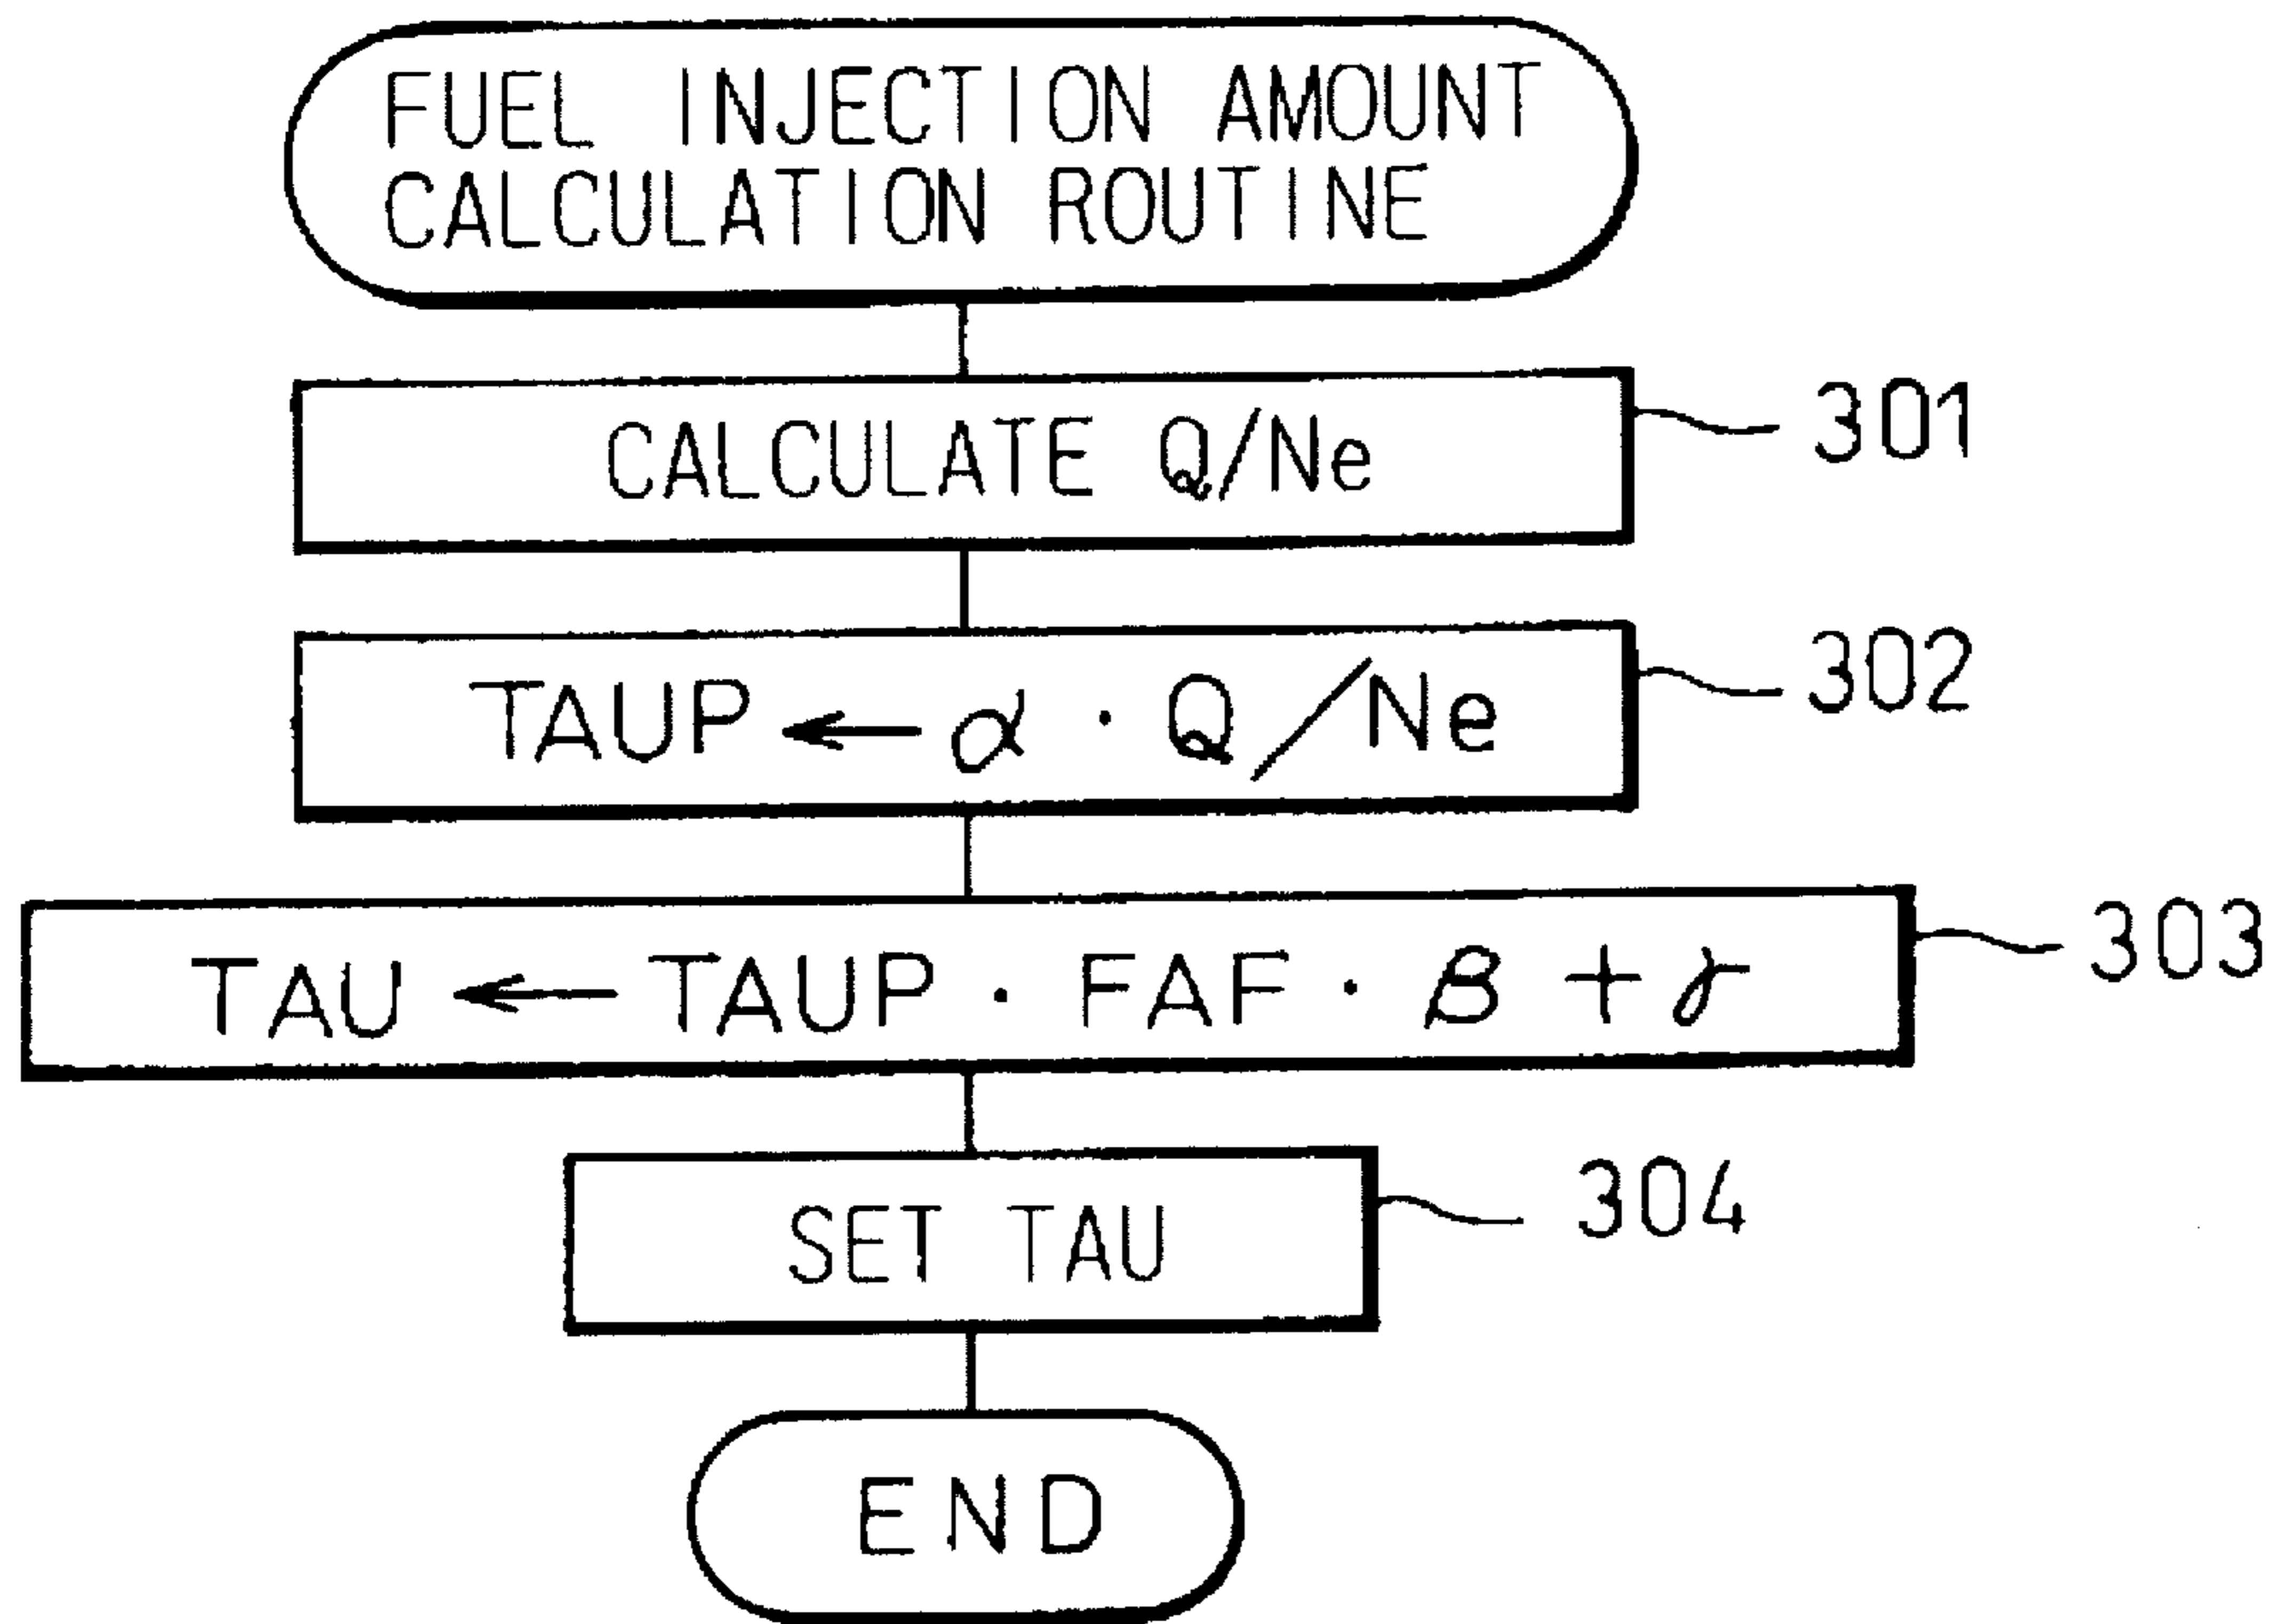 FUEL INJECTION AMOUNT
CALCULATION ROUTINE
CALCULATE Q/Ne
301
TAUP ← α · Q/Ne
302
TAU ← TAUP · FAF · β + γ
303
SET TAU
304
END